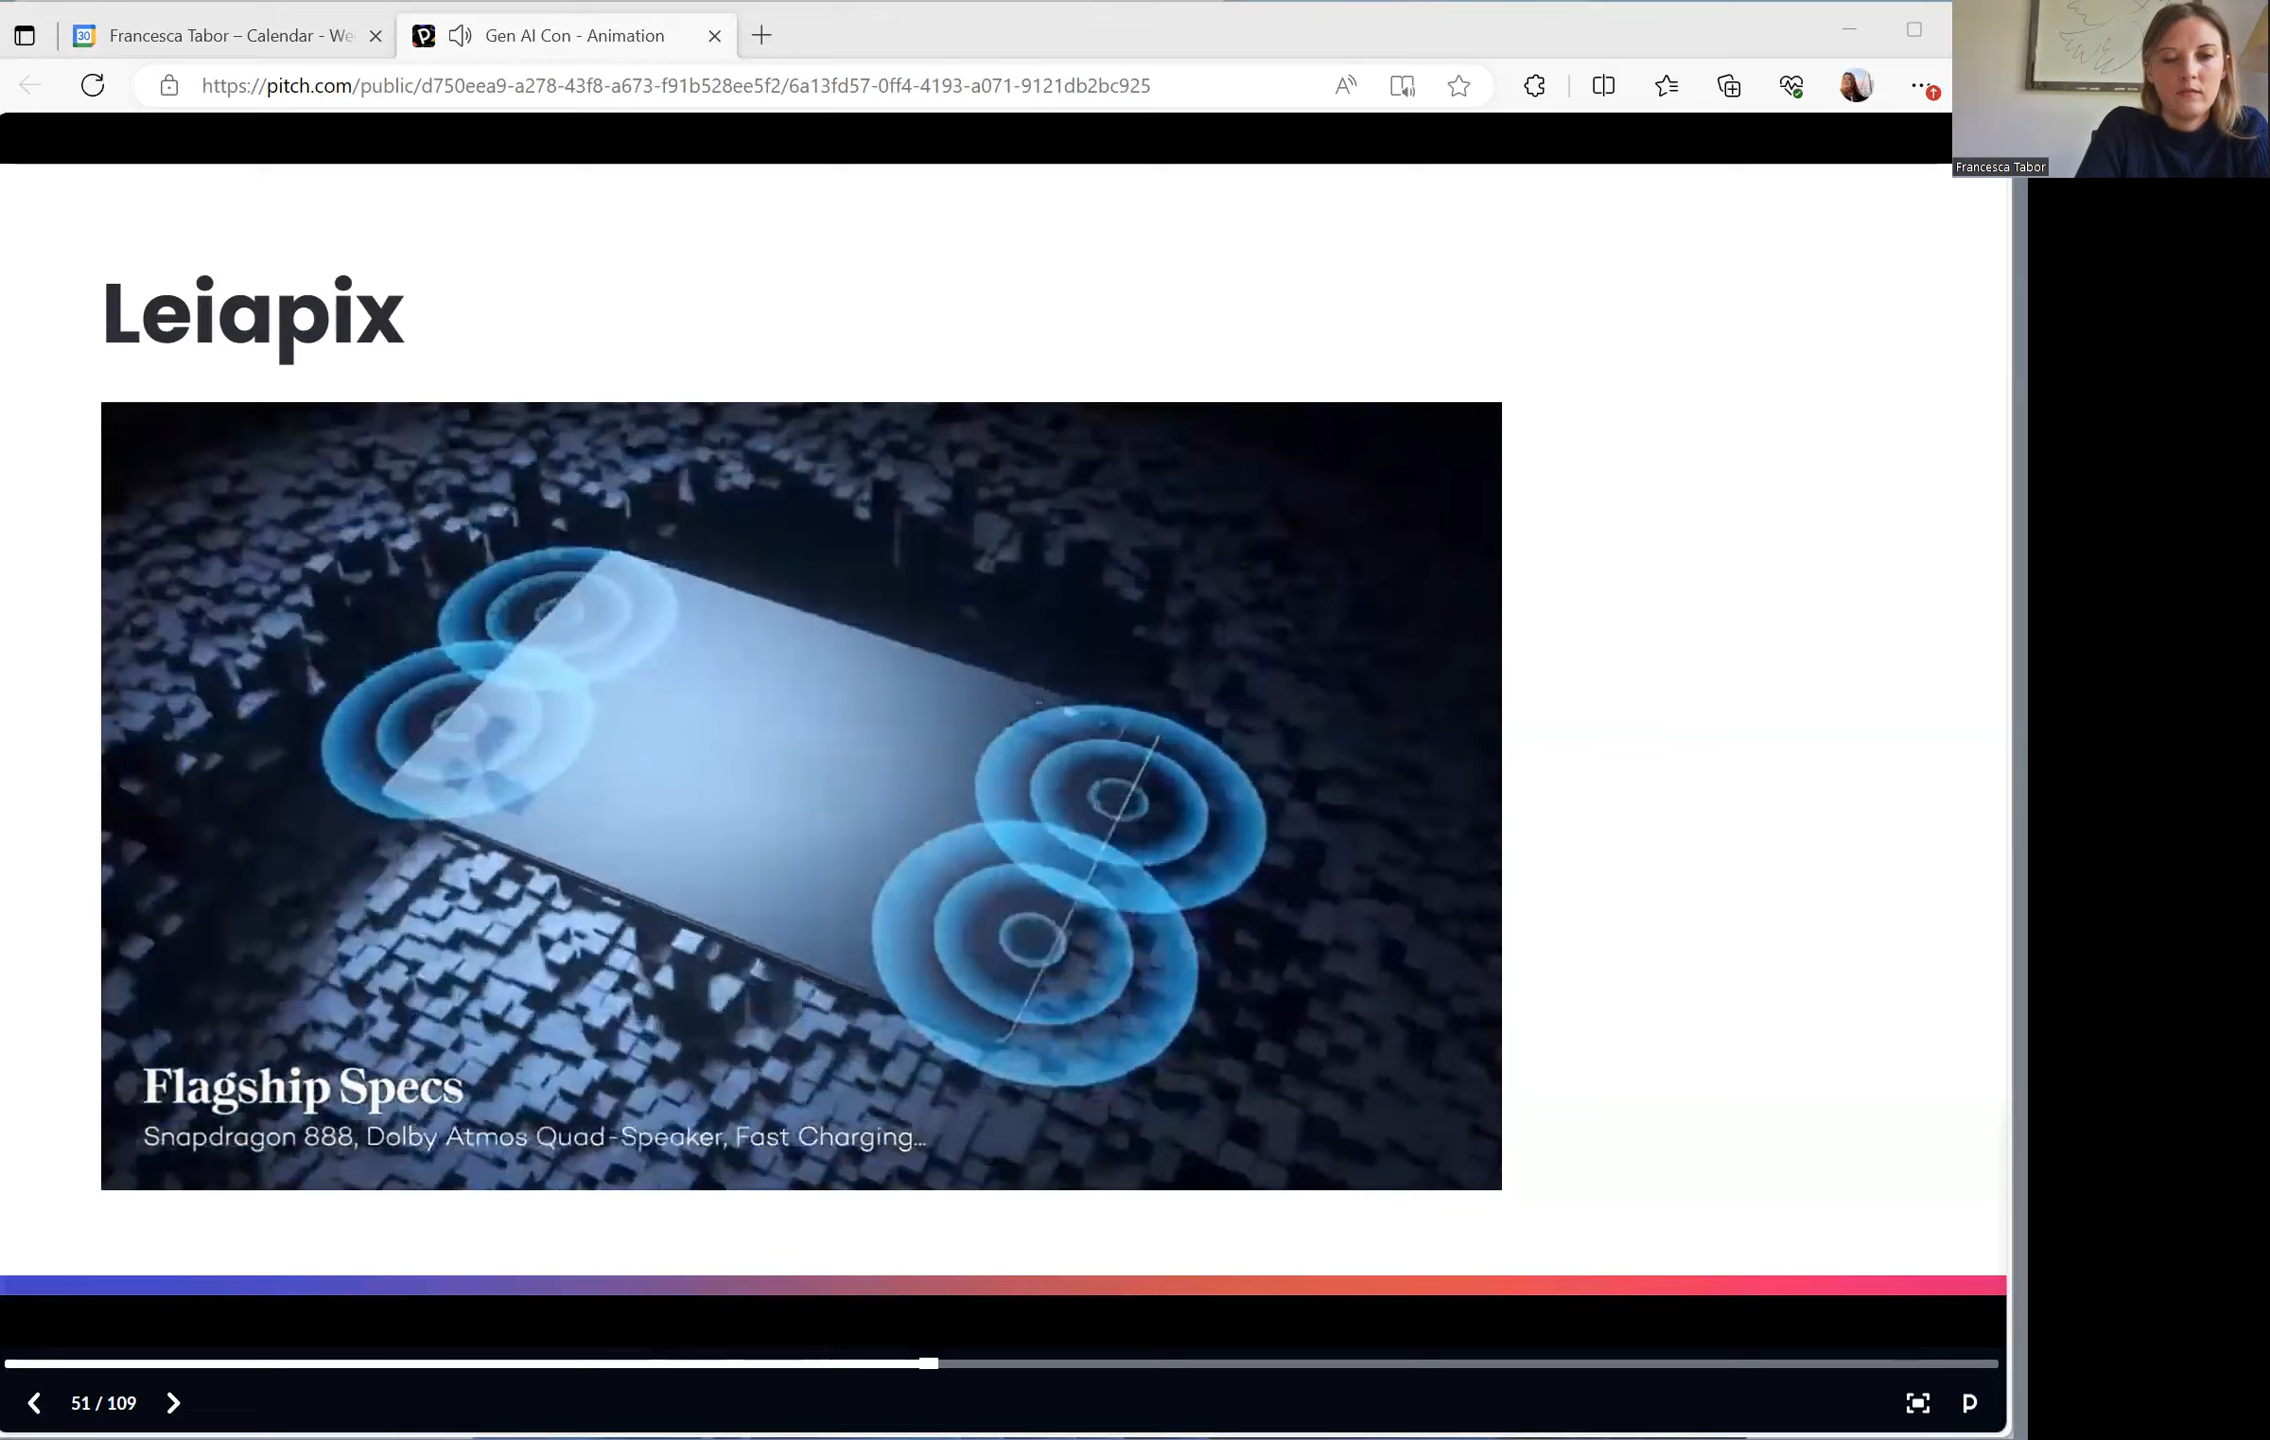 30 Francesca Tabor – Calendar - We
Gen AI Con - Animation
https://pitch.com/public/d750eea9-a278-43f8-a673-f91b528ee5f2/6a13fd57-0ff4-4193-a071-9121db2bc925
Francesca Tabor
Leiapix
Flagship Specs
Snapdragon 888, Dolby Atmos Quad-Speaker, Fast Charging...
51 / 109